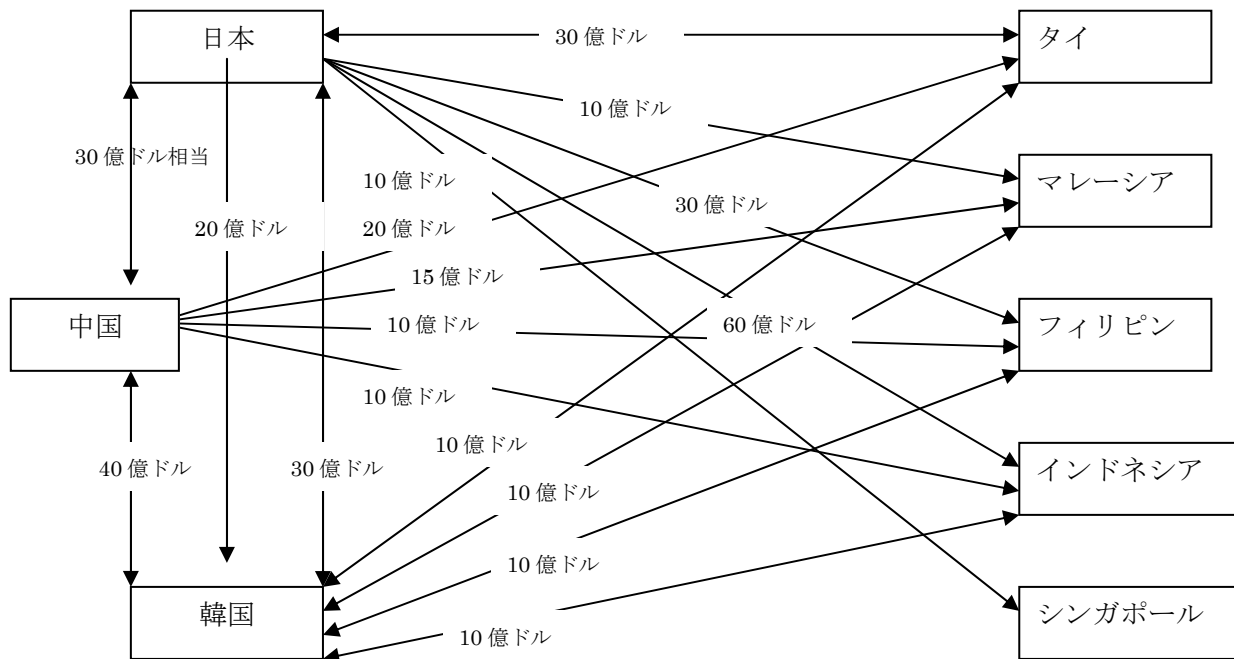 日本
30 億ドル
タイ
10 億ドル
30 億ドル相当
10 億ドル
マレーシア
30 億ドル
20 億ドル
20 億ドル
15 億ドル
中国
10 億ドル
60 億ドル
フィリピン
10 億ドル
10 億ドル
40 億ドル
30 億ドル
インドネシア
10 億ドル
10 億ドル
韓国
10 億ドル
シンガポール